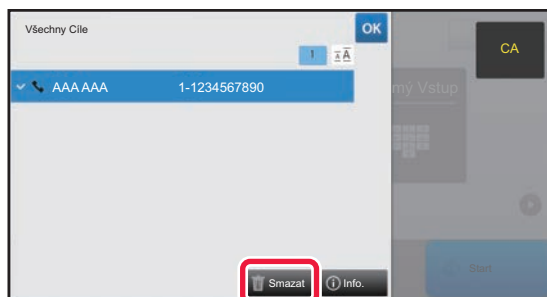 Všechny Cíle
OK
CA
1
A A
AAA AAA 1-1234567890
mý Vstup
Smazat
Info.
Start